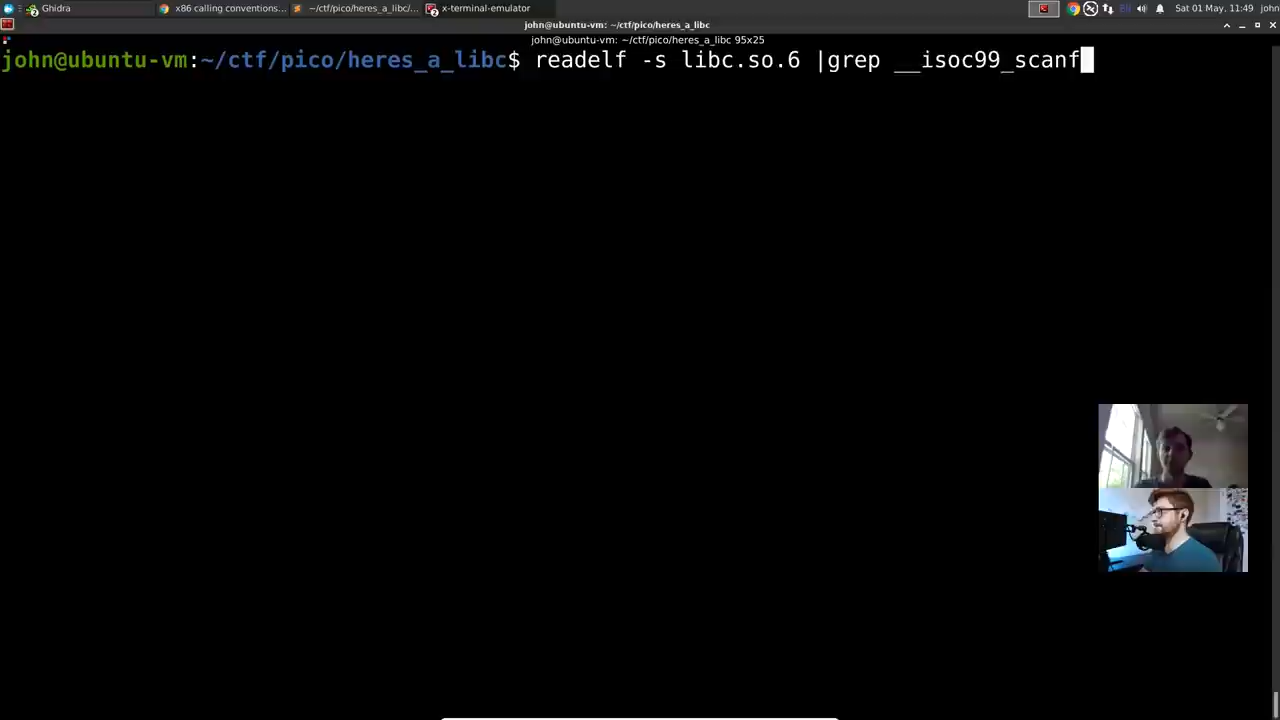 Ghidra
x86 calling conventions...
~/ctf/pico/heres_a_libc/...
x-terminal-emulator
EN
Sat 01 May, 11:49
john
john@ubuntu-vm: ~/ctf/pico/heres_a_libc
john@ubuntu-vm: ~/ctf/pico/heres_a_libc 95x25
john@ubuntu-vm:~/ctf/pico/heres_a_libc$ readelf -s libc.so.6 |grep __isoc99_scanf